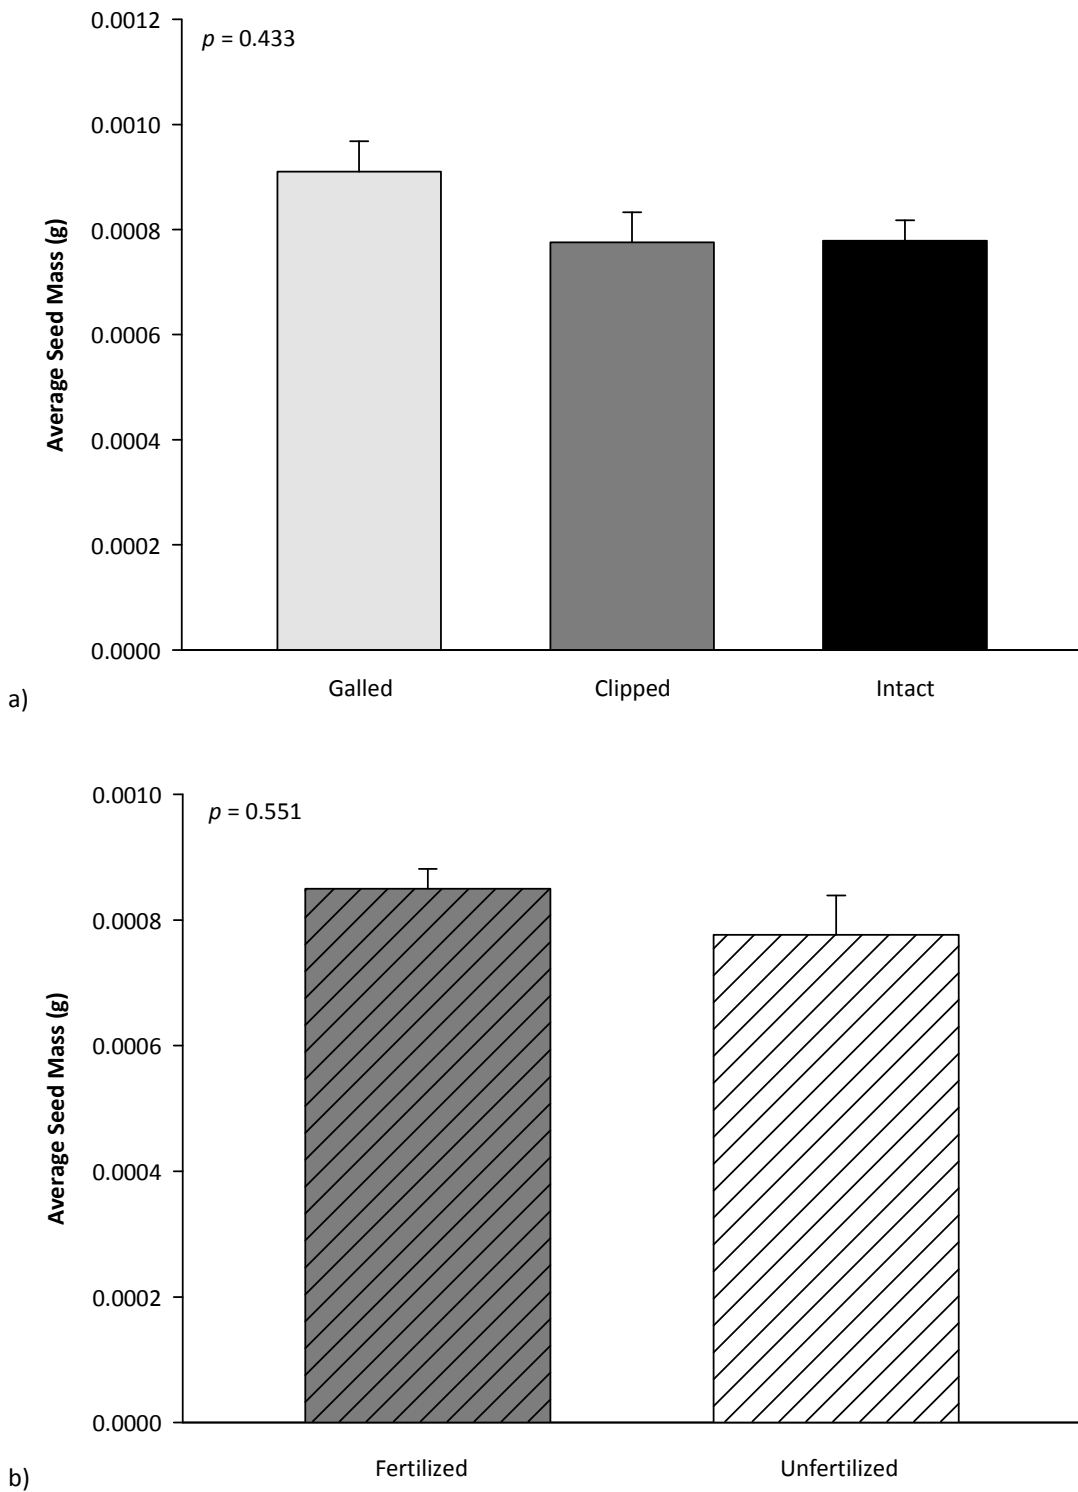 0.0012
p = 0.433
0.0010
0.0008
0.0006
0.0004
0.0002
0.0000
Average Seed Mass (g)
Galled Clipped Intact
a)
0.0010
p = 0.551
0.0008
0.0006
0.0004
0.0002
0.0000
Average Seed Mass (g)
Fertilized Unfertilized
b)